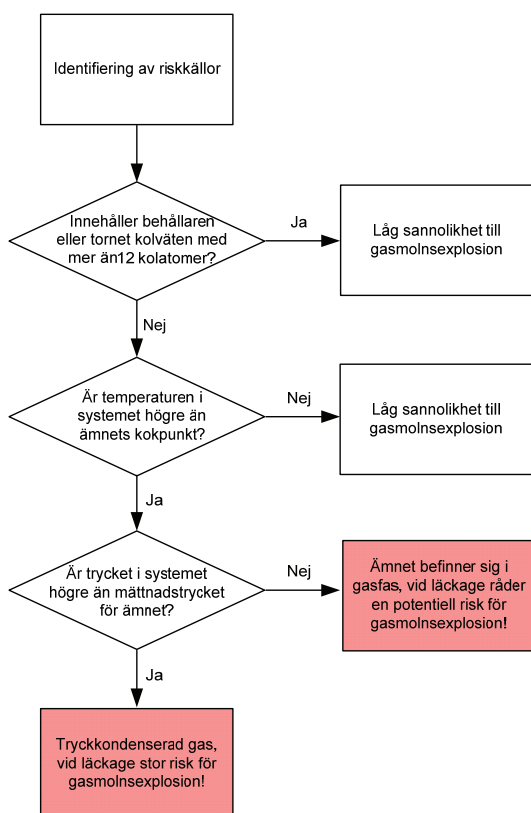 Identifiering av riskkällor
Innehåller behållaren
eller tornet kolväten med
mer än12 kolatomer?
Ja
Låg sannolikhet till
gasmolnsexplosion
Nej
Är temperaturen i
systemet högre än
ämnets kokpunkt?
Nej
Låg sannolikhet till
gasmolnsexplosion
Ja
Är trycket i systemet
högre än mättnadstrycket
för ämnet?
Nej
Ämnet befinner sig i
gasfas, vid läckage råder
en potentiell risk för
gasmolnsexplosion!
Ja
Tryckkondenserad gas,
vid läckage stor risk för
gasmolnsexplosion!